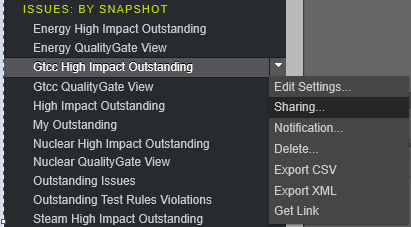 ISSUES: BY SNAPSHOT
Energy High Impact Outstanding
Energy QualityGate View
Gtcc High Impact Outstanding
Gtcc QualityGate View
High Impact Outstanding
My Outstanding
Nuclear High Impact Outstanding
Nuclear QualityGate View
Outstanding Issues
Outstanding Test Rules Violations
Steam High Impact Outstanding
Edit Settings...
Sharing...
Notification...
Delete...
Export CSV
Export XML
Get Link